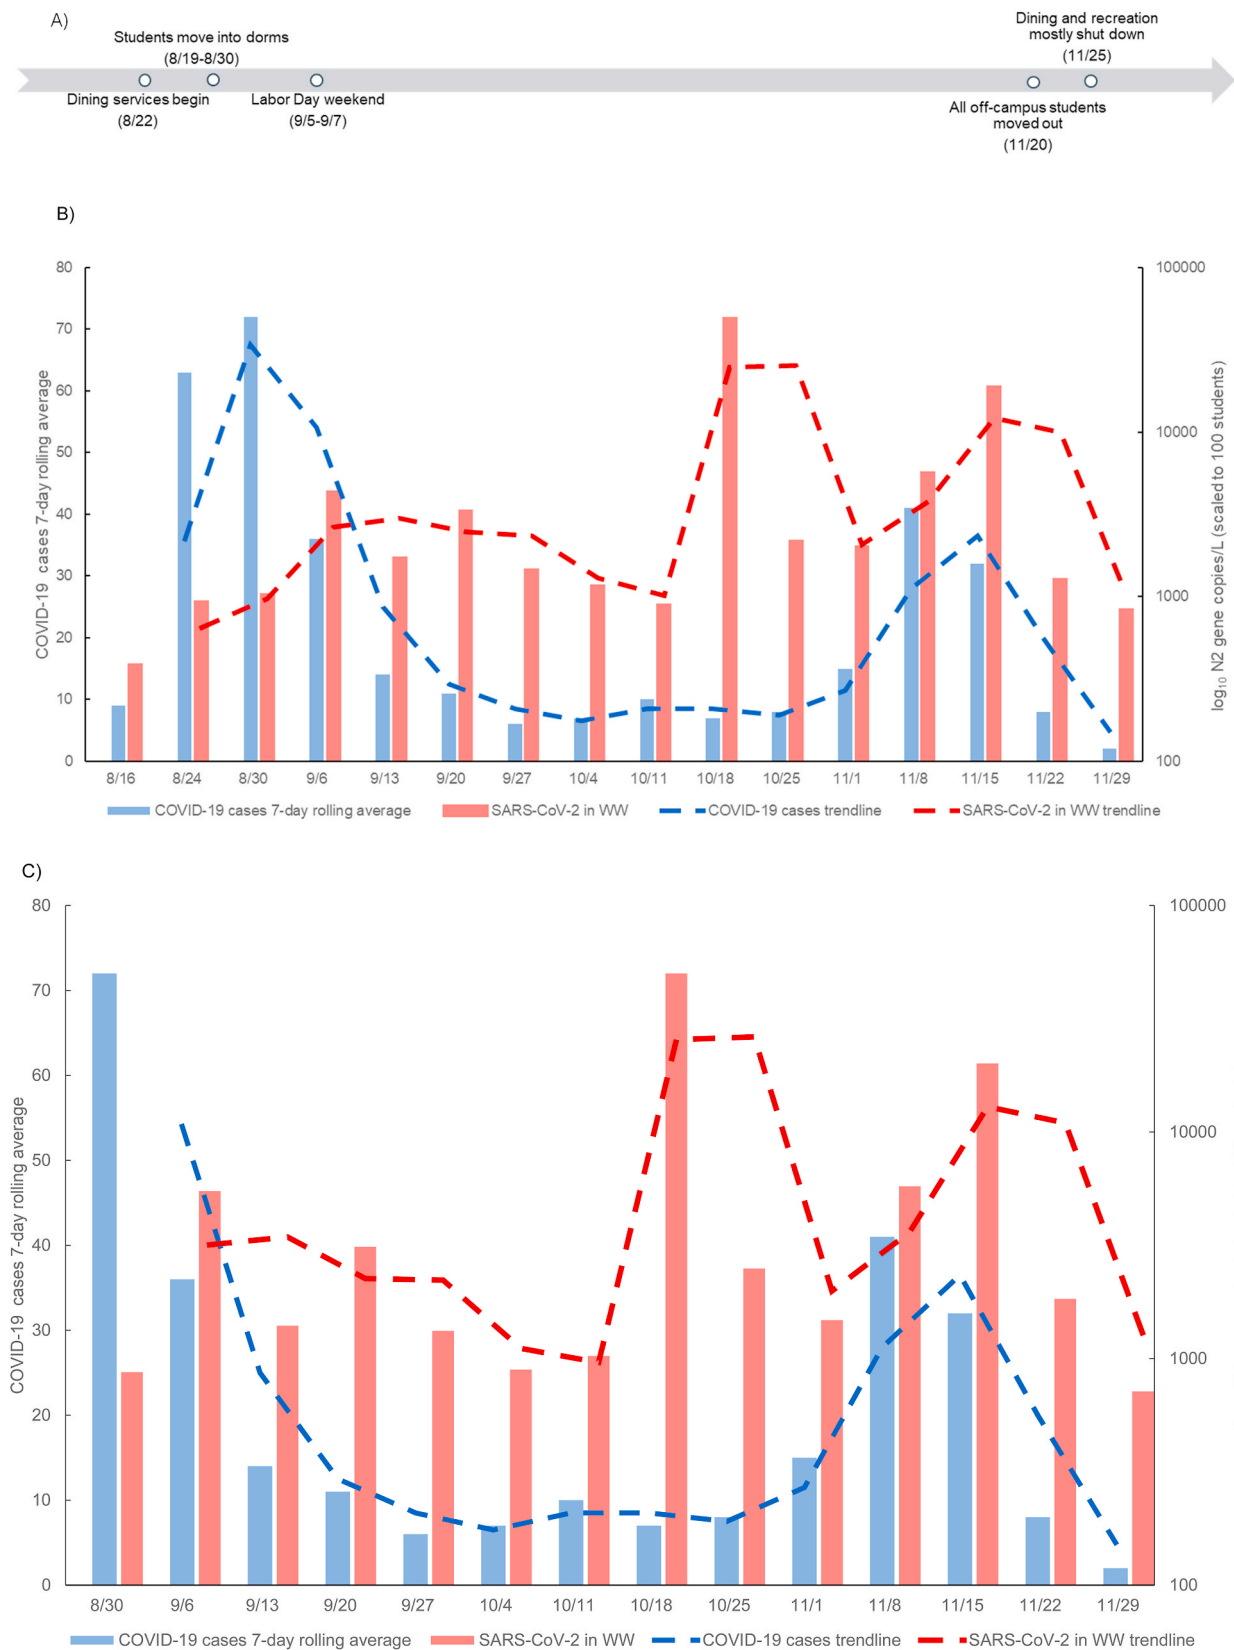 A)
Students move into dorms
(8/19-8/30)
Dining and recreation
mostly shut down
(11/25)
Dining services begin
(8/22)
Labor Day weekend
(9/5-9/7)
All off-campus students
moved out
(11/20)
B)
80
70
60
50
40
30
20
10
0
COVID-19 cases 7-day rolling average
100000
10000
1000
100
log10 N2 gene copies/L (scaled to 100 students)
8/16 8/24 8/30 9/6 9/13 9/20 9/27 10/4 10/11 10/18 10/25 11/1 11/8 11/15 11/22 11/29
COVID-19 cases 7-day rolling average SARS-CoV-2 in WW COVID-19 cases trendline SARS-CoV-2 in WW trendline
C)
80
70
60
50
40
30
20
10
0
COVID-19 cases 7-day rolling average
100000
10000
1000
100
8/30 9/6 9/13 9/20 9/27 10/4 10/11 10/18 10/25 11/1 11/8 11/15 11/22 11/29
COVID-19 cases 7-day rolling average SARS-CoV-2 in WW COVID-19 cases trendline SARS-CoV-2 in WW trendline